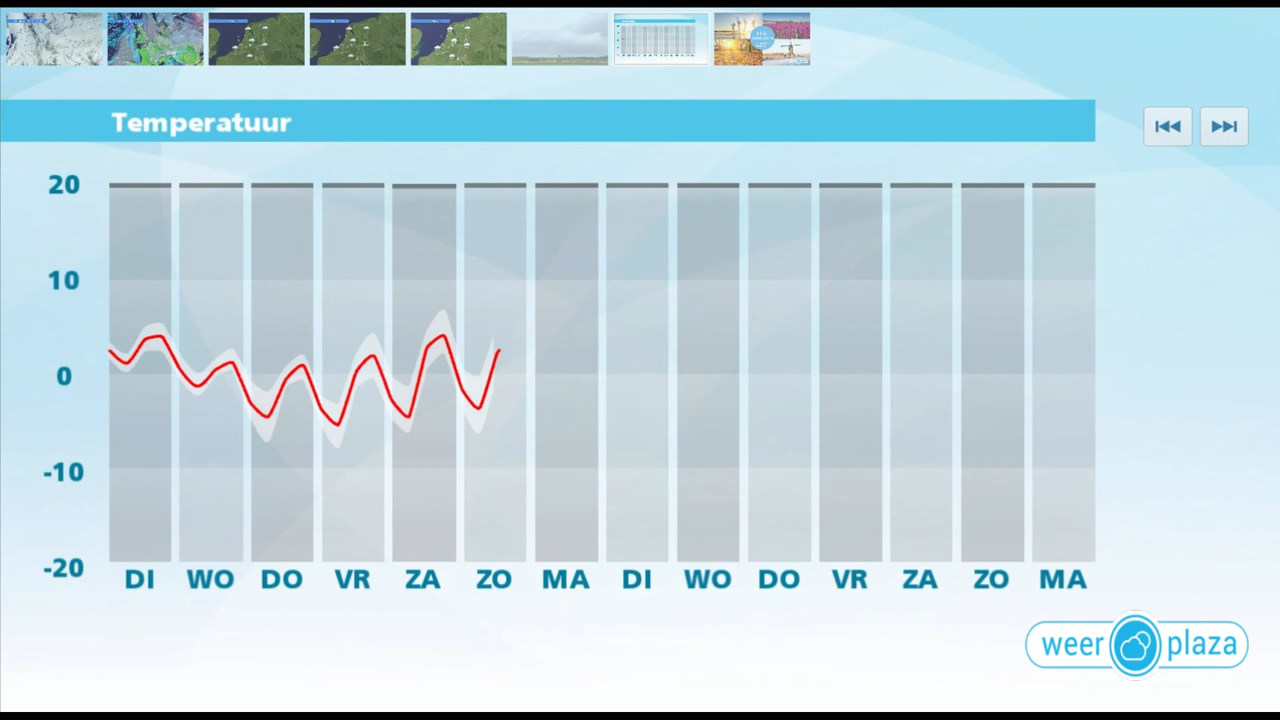 Temperatuur
20
10
0
-10
-20
DI WO DO VR ZA ZO MA DI WO DO VR ZA ZO MA
weer plaza